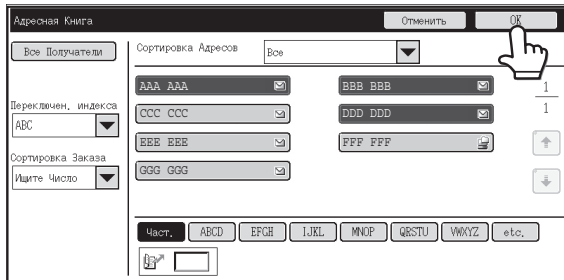 Адресная Книга
Отменить
OK
Все Получатели
Сортировка Адресов
Все
Переключен. индекса
ABC
Сортировка Заказа
Ищите Число
AAA AAA
BBB BBB
CCC CCC
DDD DDD
EEE EEE
FFF FFF
GGG GGG
1
1
Част.
ABCD
EFGH
IJKL
MNOP
QRSTU
VWXYZ
etc.